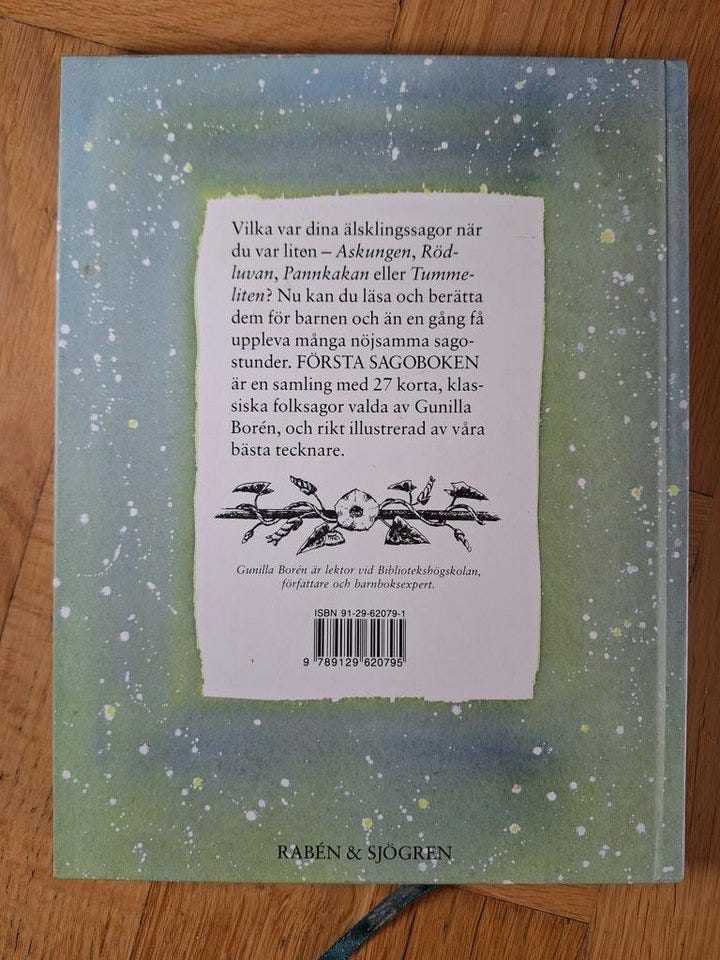 Vilka var dina älsklingssagor när
du var liten – Askungen, Röd-
luvan, Pannkakan eller Tumme-
liten? Nu kan du läsa och berätta
dem för barnen och än en gång få
uppleva många nöjsamma sago-
stunder. FÖRSTA SAGOBOKEN
är en samling med 27 korta, klas-
siska folksagor valda av Gunilla
Borén, och rikt illustrerad av våra
bästa tecknare.
Gunilla Borén är lektor vid Bibliotekshögskolan,
författare och barnboksexpert.
ISBN 91-29-62079-1
9 789129 620795
RABÉN & SJÖGREN